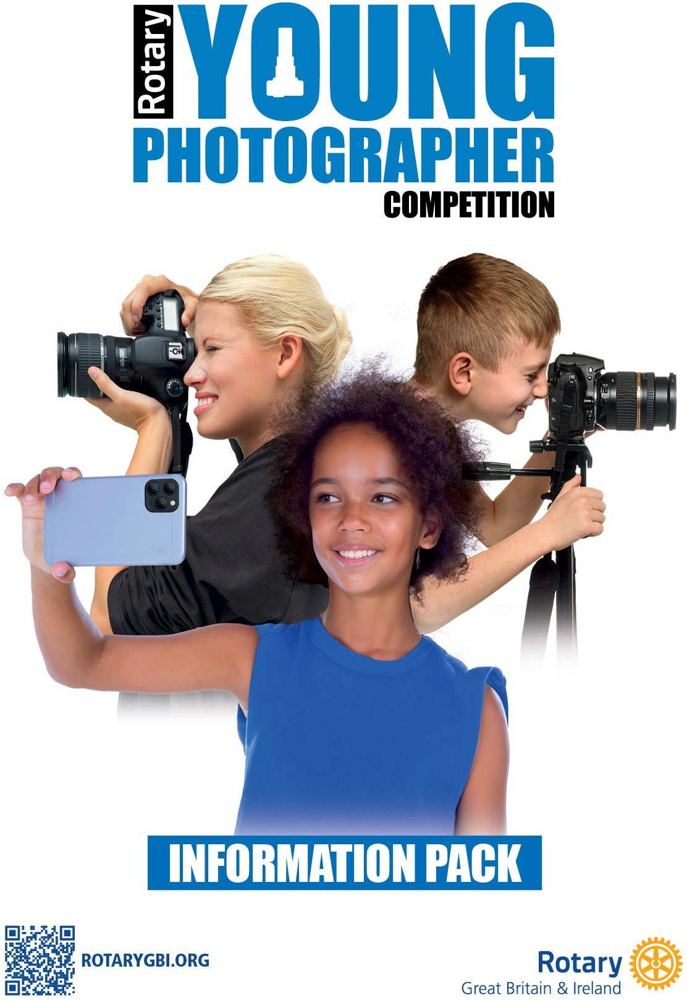 Rotary
YOUNG
PHOTOGRAPHER
COMPETITION
INFORMATION PACK
ROTARYGBI.ORG
Rotary
Great Britain & Ireland